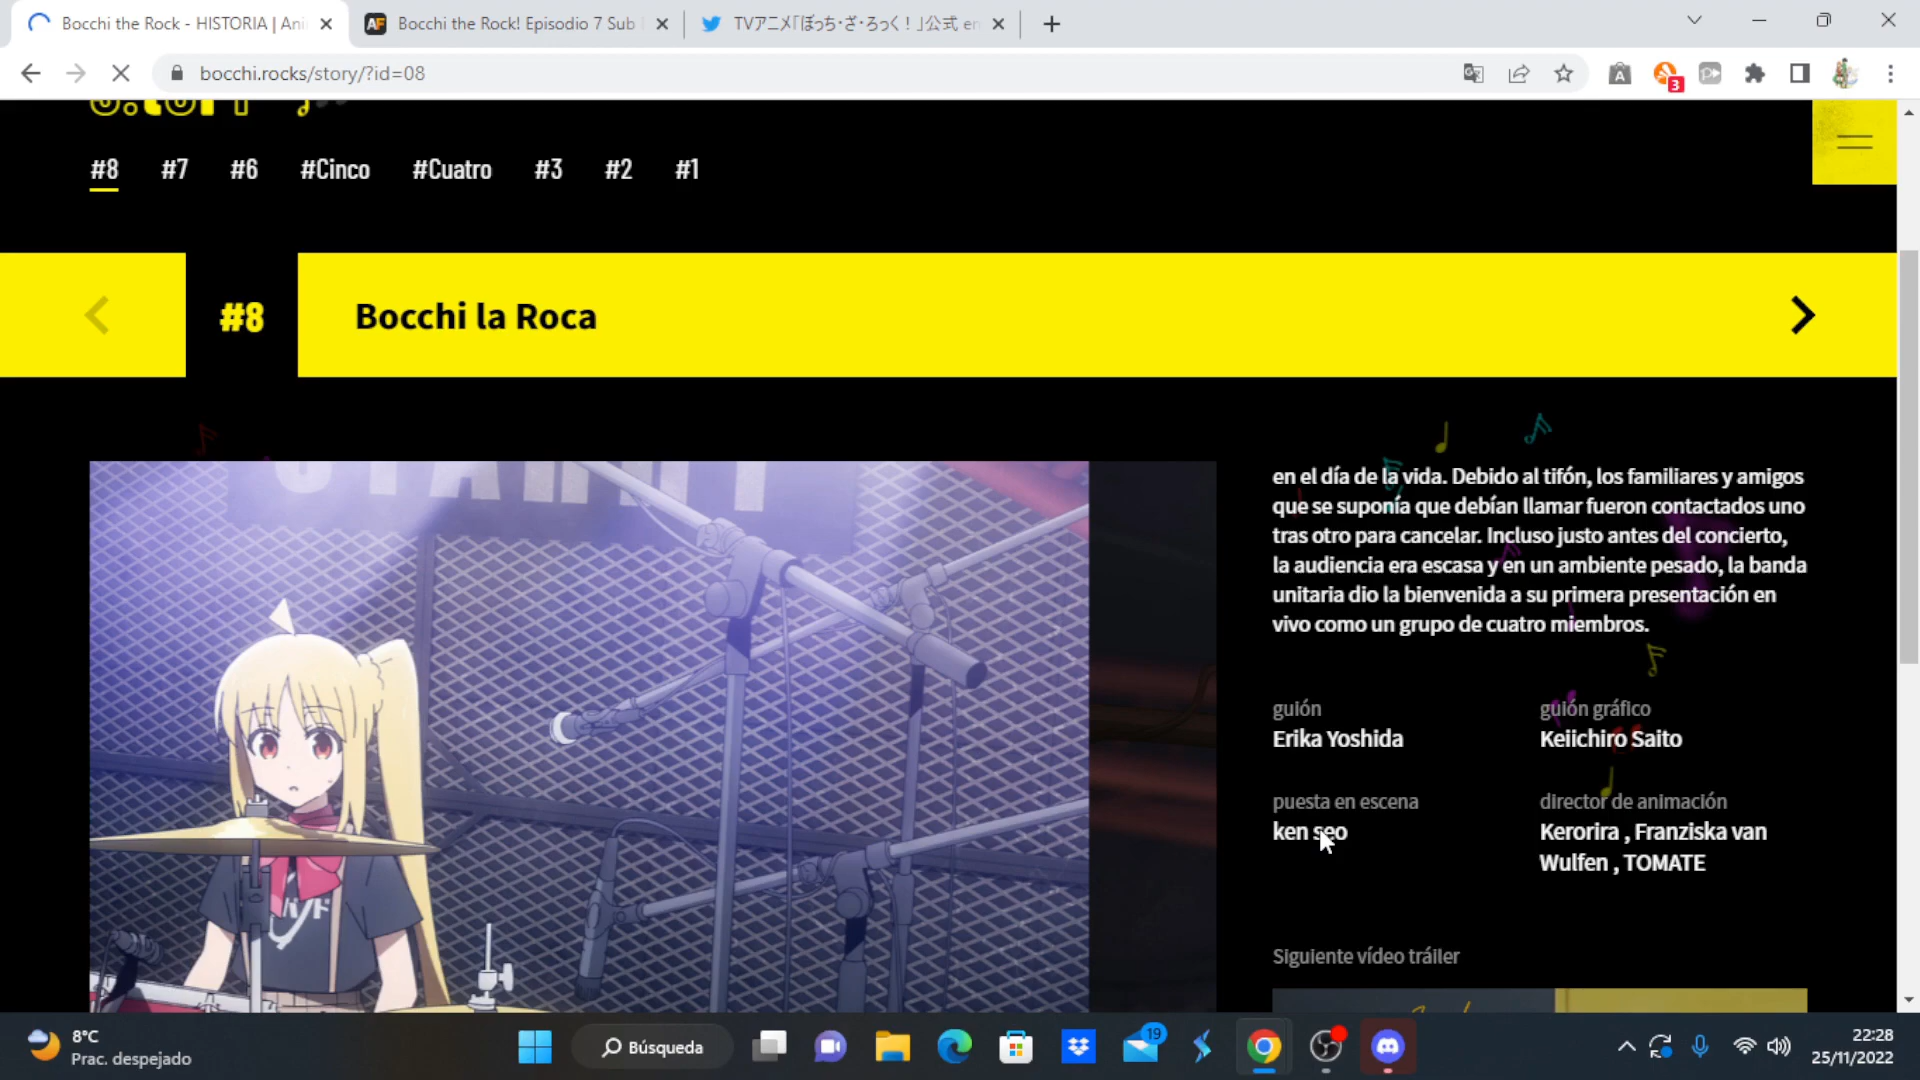 Bocchi the Rock - HISTORIA | Ani
Bocchi the Rock! Episodio 7 Sub
TVアニメ「ぼっち・ざ・ろっく！」公式 en
bocchi.rocks/story/?id=08
3
#8 #7 #6 #Cinco #Cuatro #3 #2 #1
#8 Bocchi la Roca
en el día de la vida. Debido al tifón, los familiares y amigos
que se suponía que debían llamar fueron contactados uno
tras otro para cancelar. Incluso justo antes del concierto,
la audiencia era escasa y en un ambiente pesado, la banda
unitaria dio la bienvenida a su primera presentación en
vivo como un grupo de cuatro miembros.
guión
Erika Yoshida
guión gráfico
Keiichiro Saito
puesta en escena
ken seo
director de animación
Kerorira , Franziska van
Wulfen , TOMATE
Siguiente vídeo tráiler
8°C
Prac. despejado
Búsqueda
19
22:28
25/11/2022